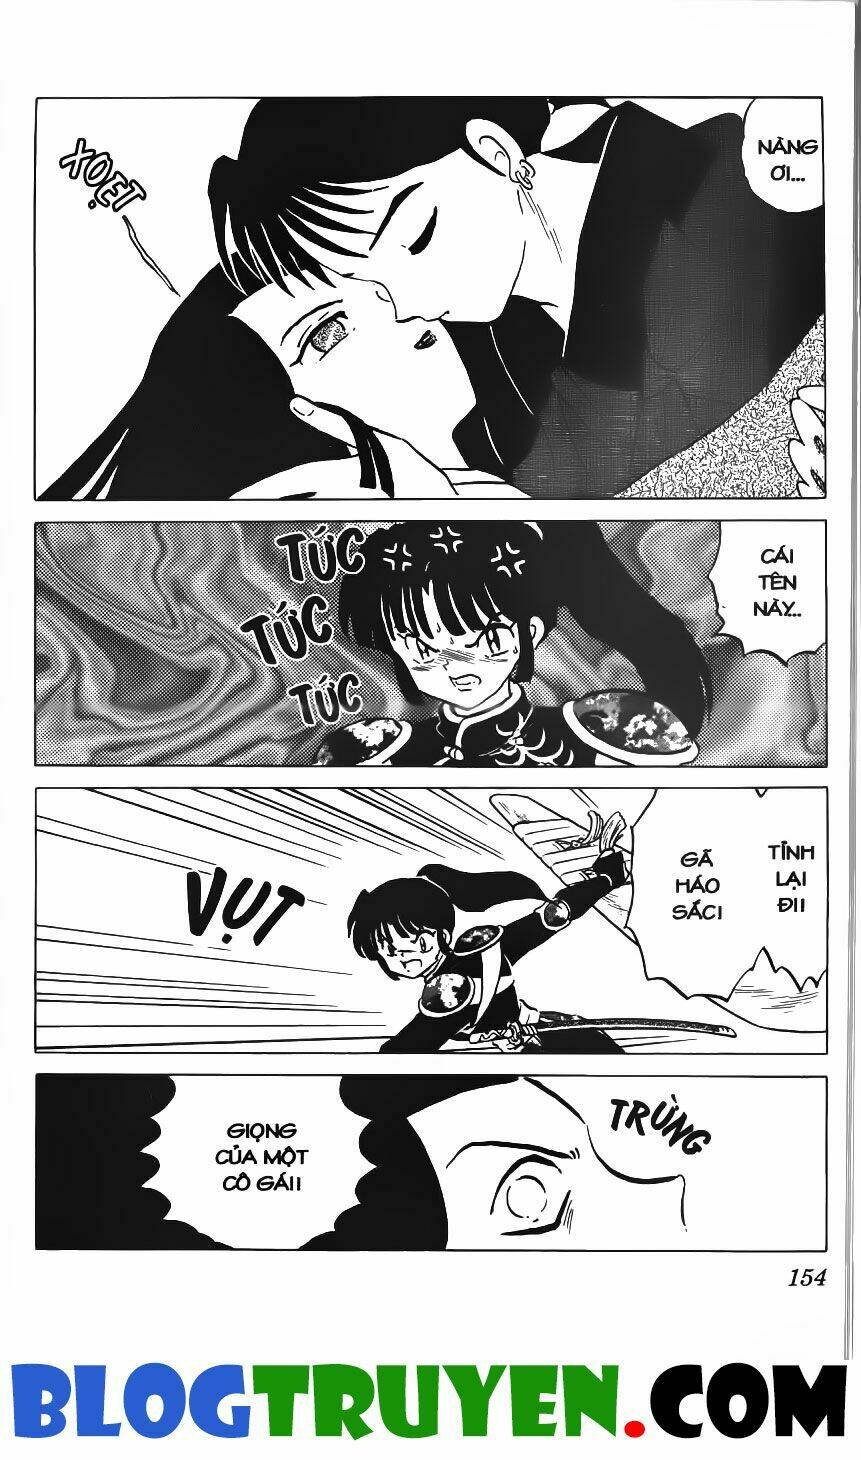 NÀNG
ƠI...
XOẸT
CÁI
TÊN
NÀY...
TỨC
TỨC
TỨC
TỈNH
LẠI
ĐI!
GÃ
HÁO
SẮC!
VỤT
TRỪNG
GIỌNG
CỦA MỘT
CÔ GÁI!
154
BLOGTRUYEN.COM